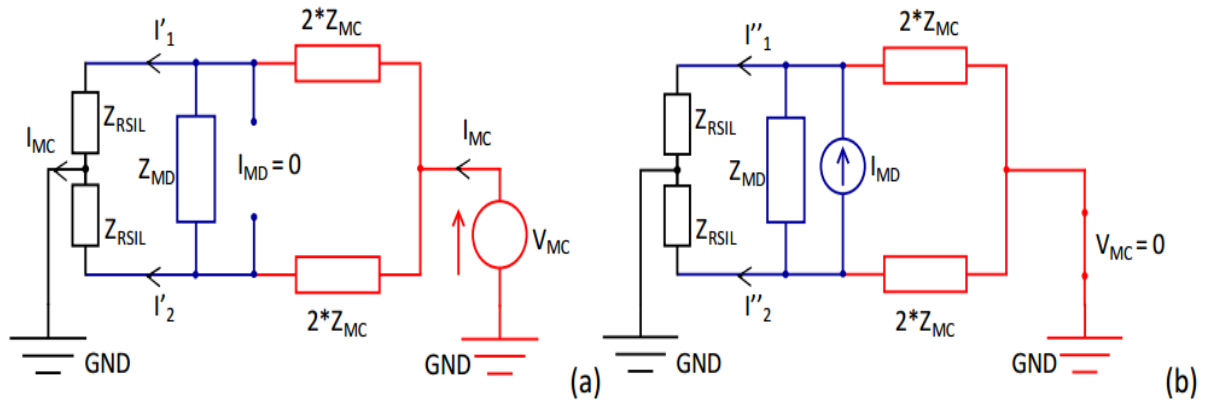 I'1
2*ZMC
ZRSIL
IMC
ZMD
IMD = 0
IMC
ZRSIL
VMC
I'2
2*ZMC
GND
GND
(a)
I''1
2*ZMC
ZRSIL
ZMD
IMD
ZRSIL
VMC = 0
I''2
2*ZMC
GND
GND
(b)